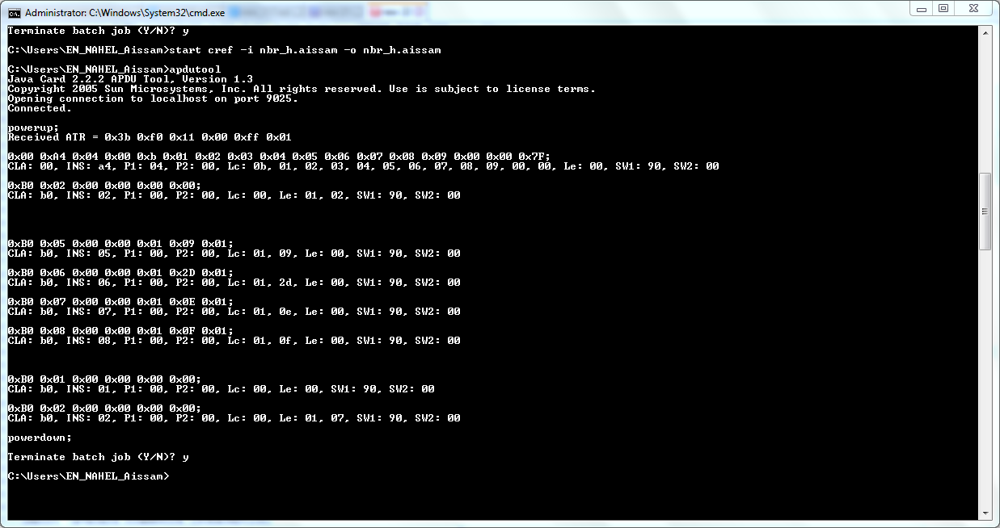 Administrator: C:\Windows\System32\cmd.exe
Terminate batch job (Y/N)? y
C:\Users\EN_NAHEL_Aissam>start cref -i nbr_h.aissam -o nbr_h.aissam
C:\Users\EN_NAHEL_Aissam>apdutool
Java Card 2.2.2 APDU Tool, Version 1.3
Copyright 2005 Sun Microsystems, Inc. All rights reserved. Use is subject to license terms.
Opening connection to localhost on port 9025.
Connected.
powerup;
Received ATR = 0x3b 0xf0 0x11 0x00 0xff 0x01
0x00 0xA4 0x04 0x00 0xb 0x01 0x02 0x03 0x04 0x05 0x06 0x07 0x08 0x09 0x00 0x00 0x7F;
CLA: 00, INS: a4, P1: 04, P2: 00, Lc: 0b, 01, 02, 03, 04, 05, 06, 07, 08, 09, 00, 00, Le: 00, SW1: 90, SW2: 00
0xB0 0x02 0x00 0x00 0x00 0x00;
CLA: b0, INS: 02, P1: 00, P2: 00, Lc: 00, Le: 01, 02, SW1: 90, SW2: 00
0xB0 0x05 0x00 0x00 0x01 0x09 0x01;
CLA: b0, INS: 05, P1: 00, P2: 00, Lc: 01, 09, Le: 00, SW1: 90, SW2: 00
0xB0 0x06 0x00 0x00 0x01 0x2D 0x01;
CLA: b0, INS: 06, P1: 00, P2: 00, Lc: 01, 2d, Le: 00, SW1: 90, SW2: 00
0xB0 0x07 0x00 0x00 0x01 0x0E 0x01;
CLA: b0, INS: 07, P1: 00, P2: 00, Lc: 01, 0e, Le: 00, SW1: 90, SW2: 00
0xB0 0x08 0x00 0x00 0x01 0x0F 0x01;
CLA: b0, INS: 08, P1: 00, P2: 00, Lc: 01, 0f, Le: 00, SW1: 90, SW2: 00
0xB0 0x01 0x00 0x00 0x00 0x00;
CLA: b0, INS: 01, P1: 00, P2: 00, Lc: 00, Le: 00, SW1: 90, SW2: 00
0xB0 0x02 0x00 0x00 0x00 0x00;
CLA: b0, INS: 02, P1: 00, P2: 00, Lc: 00, Le: 01, 07, SW1: 90, SW2: 00
powerdown;
Terminate batch job (Y/N)? y
C:\Users\EN_NAHEL_Aissam>